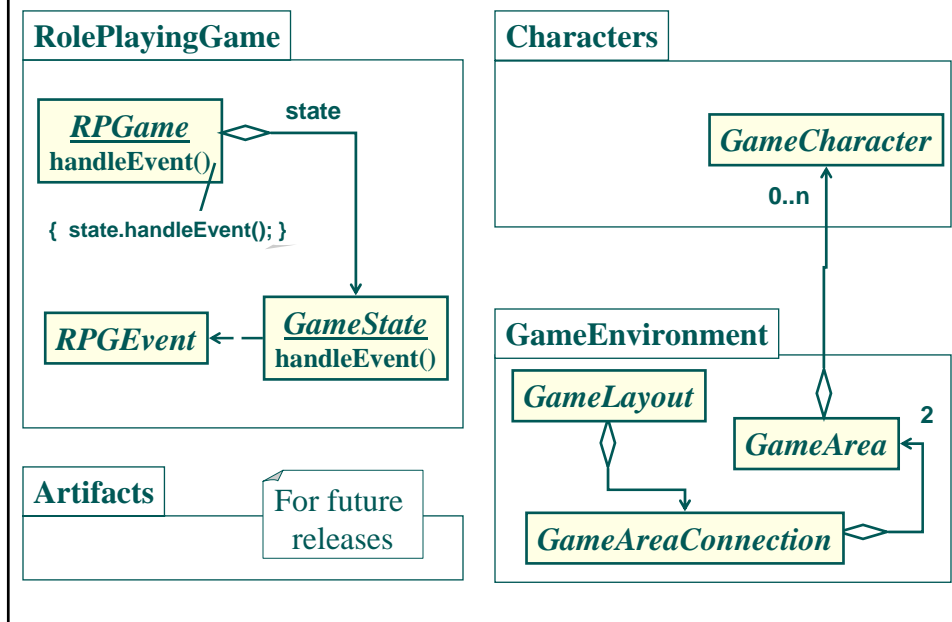 RolePlayingGame
RPGame
handleEvent()
state
{ state.handleEvent(); }
RPGEvent
GameState
handleEvent()
Characters
GameCharacter
0..n
GameEnvironment
GameLayout
2
GameArea
GameAreaConnection
Artifacts
For future
releases